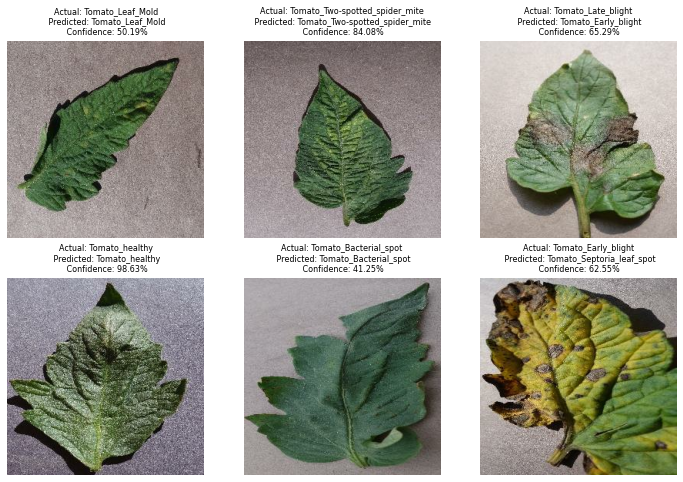 Actual: Tomato_Leaf_Mold
Predicted: Tomato_Leaf_Mold
Confidence: 50.19%
Actual: Tomato_Two-spotted_spider_mite
Predicted: Tomato_Two-spotted_spider_mite
Confidence: 84.08%
Actual: Tomato_Late_blight
Predicted: Tomato_Early_blight
Confidence: 65.29%
Actual: Tomato_healthy
Predicted: Tomato_healthy
Confidence: 98.63%
Actual: Tomato_Bacterial_spot
Predicted: Tomato_Bacterial_spot
Confidence: 41.25%
Actual: Tomato_Early_blight
Predicted: Tomato_Septoria_leaf_spot
Confidence: 62.55%